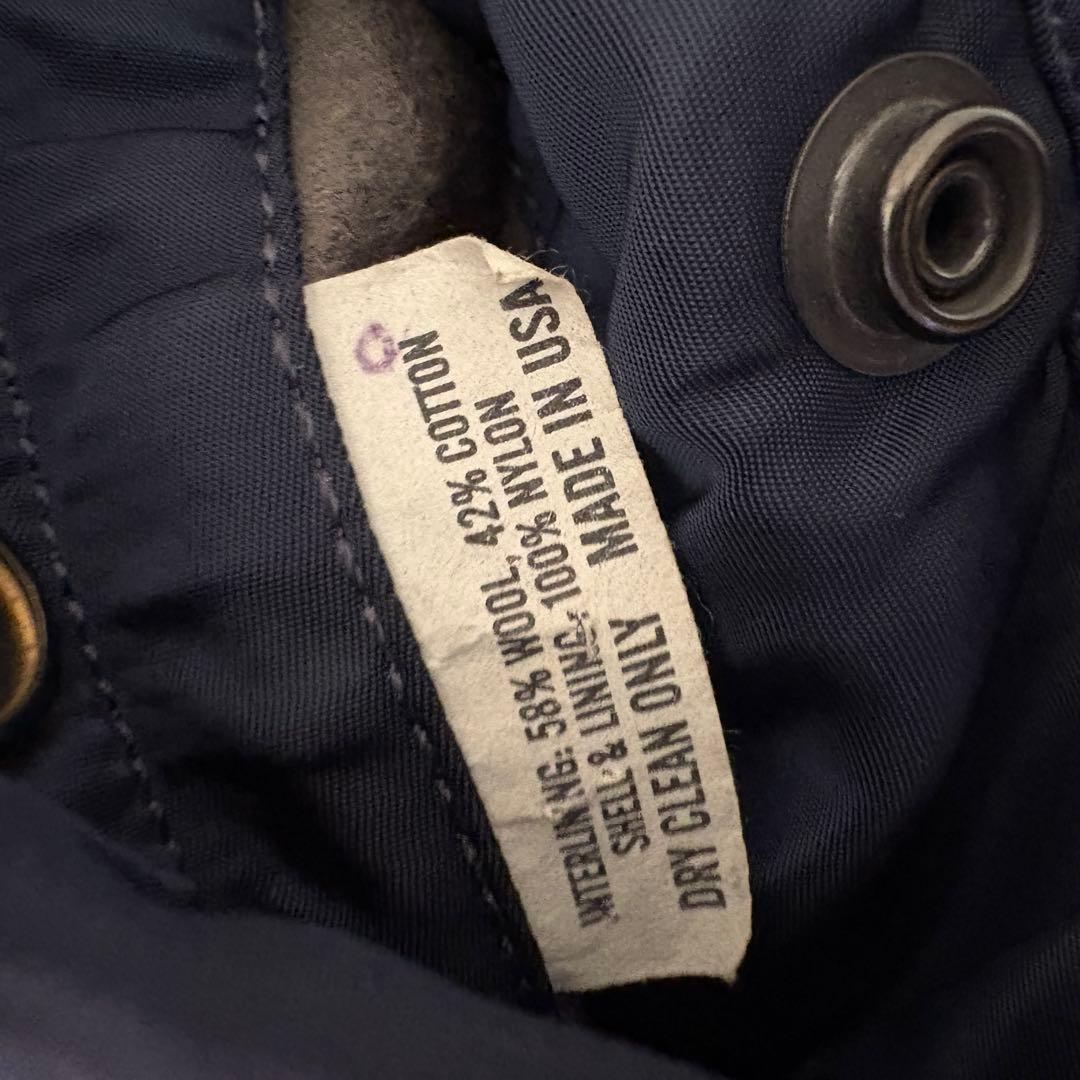 INTERLINING: 58% WOOL, 42% COTTON
SHELL & LINING: 100% NYLON
DRY CLEAN ONLY MADE IN USA